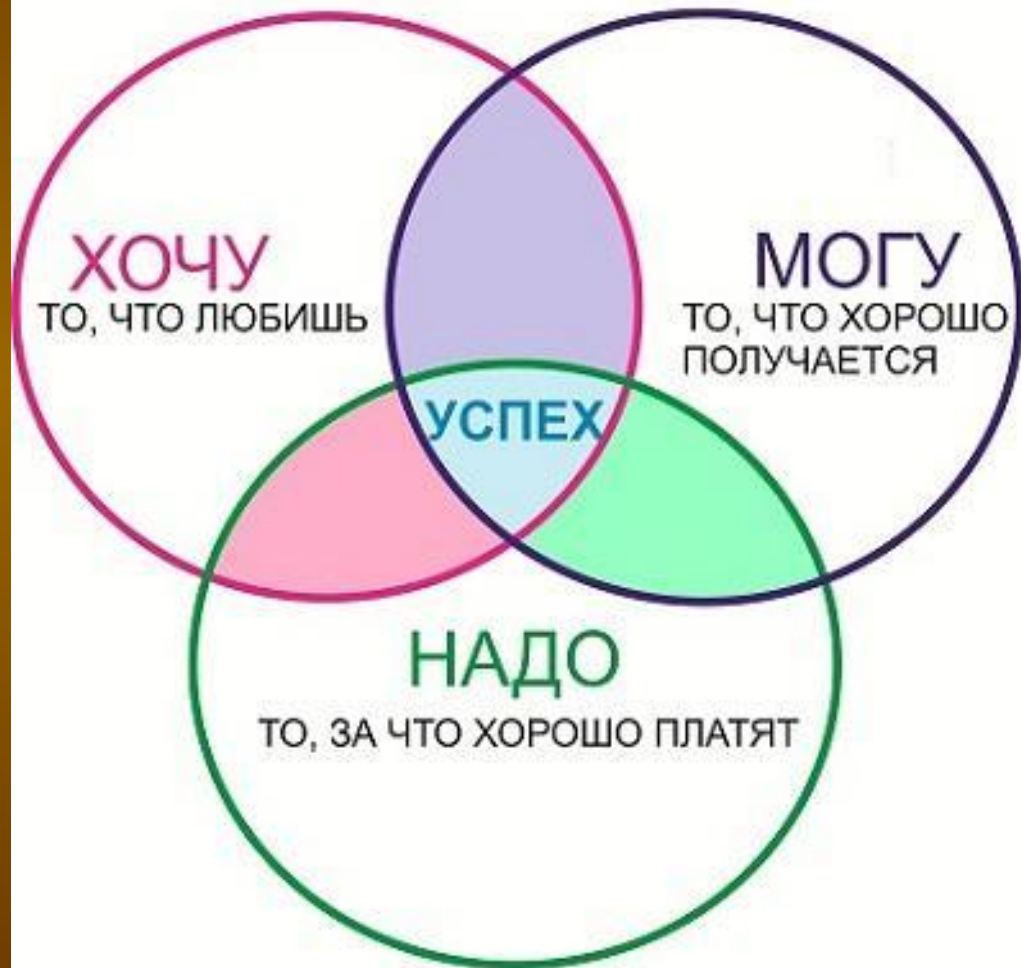 ХОЧУ
ТО, ЧТО ЛЮБИШЬ
МОГУ
ТО, ЧТО ХОРОШО
ПОЛУЧАЕТСЯ
УСПЕХ
НАДО
ТО, ЗА ЧТО ХОРОШО ПЛАТЯТ